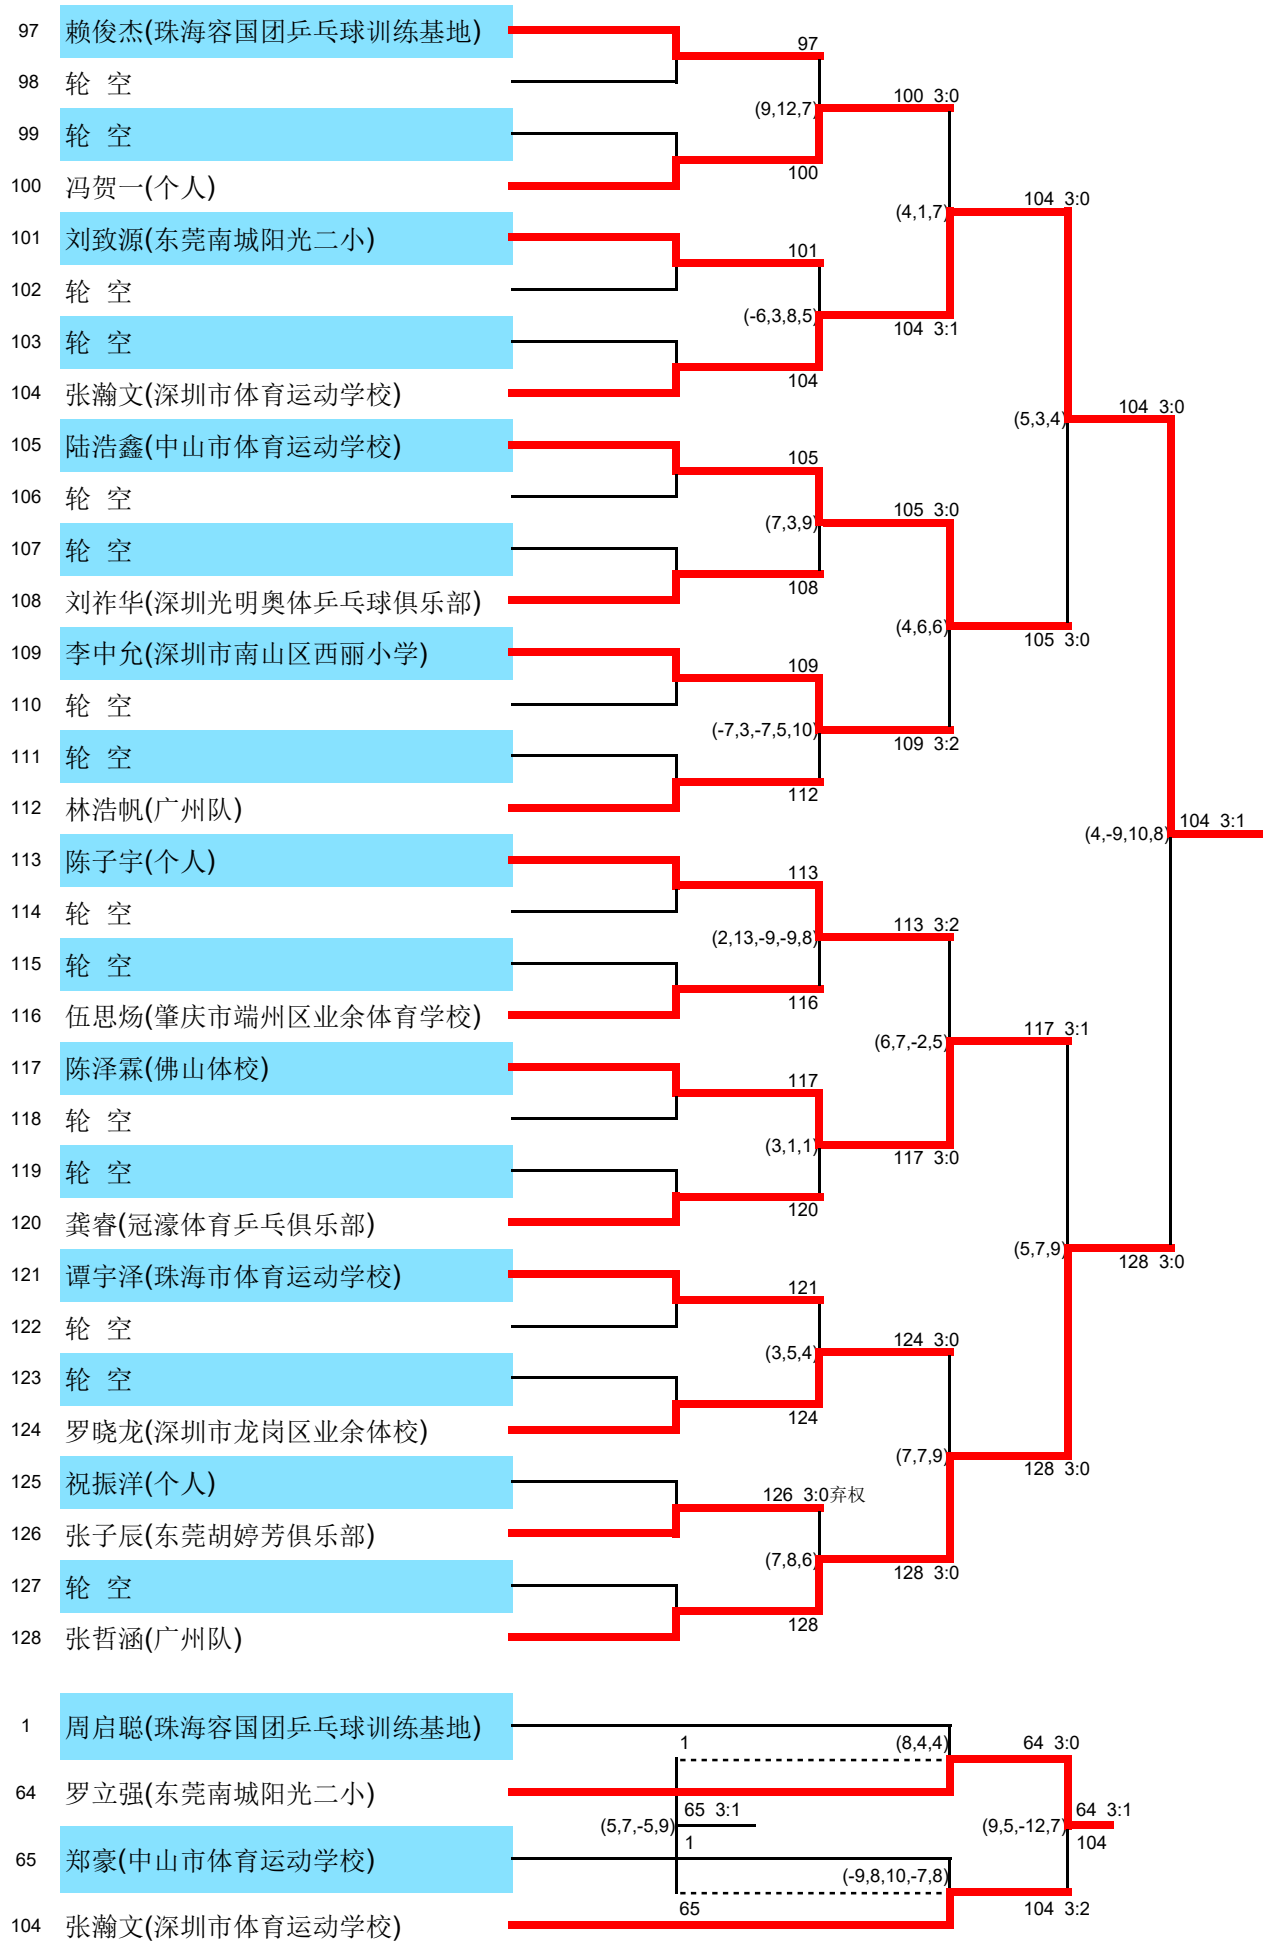 97 赖俊杰(珠海容国团乒乓球训练基地)
97
98 轮 空
100 3:0
(9,12,7)
99 轮 空
100
100 冯贺一(个人)
104 3:0
(4,1,7)
101 刘致源(东莞南城阳光二小)
101
102 轮 空
(-6,3,8,5)
104 3:1
103 轮 空
104
104 张瀚文(深圳市体育运动学校)
104 3:0
(5,3,4)
105 陆浩鑫(中山市体育运动学校)
105
106 轮 空
105 3:0
(7,3,9)
107 轮 空
108
108 刘祚华(深圳光明奥体乒乓球俱乐部)
(4,6,6)
105 3:0
109 李中允(深圳市南山区西丽小学)
109
110 轮 空
(-7,3,-7,5,10)
109 3:2
111 轮 空
112
112 林浩帆(广州队)
104 3:1
(4,-9,10,8)
113 陈子宇(个人)
113
114 轮 空
113 3:2
(2,13,-9,-9,8)
115 轮 空
116
116 伍思炀(肇庆市端州区业余体育学校)
117 3:1
(6,7,-2,5)
117 陈泽霖(佛山体校)
117
118 轮 空
(3,1,1)
117 3:0
119 轮 空
120
120 龚睿(冠濠体育乒乓俱乐部)
(5,7,9)
128 3:0
121 谭宇泽(珠海市体育运动学校)
121
122 轮 空
124 3:0
(3,5,4)
123 轮 空
124
124 罗晓龙(深圳市龙岗区业余体校)
(7,7,9)
128 3:0
125 祝振洋(个人)
126 3:0弃权
126 张子辰(东莞胡婷芳俱乐部)
(7,8,6)
128 3:0
127 轮 空
128
128 张哲涵(广州队)
1 周启聪(珠海容国团乒乓球训练基地)
1
(8,4,4)
64 3:0
64 罗立强(东莞南城阳光二小)
65 3:1
64 3:1
(5,7,-5,9)
(9,5,-12,7)
1
104
65 郑豪(中山市体育运动学校)
(-9,8,10,-7,8)
65
104 3:2
104 张瀚文(深圳市体育运动学校)